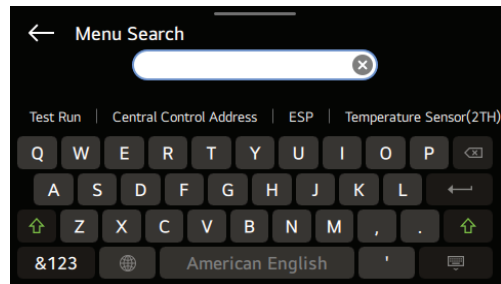 Menu Search
Test Run | Central Control Address | ESP | Temperature Sensor(2TH)
Q W E R T Y U I O P
A S D F G H J K L
Z X C V B N M , .
&123 American English '